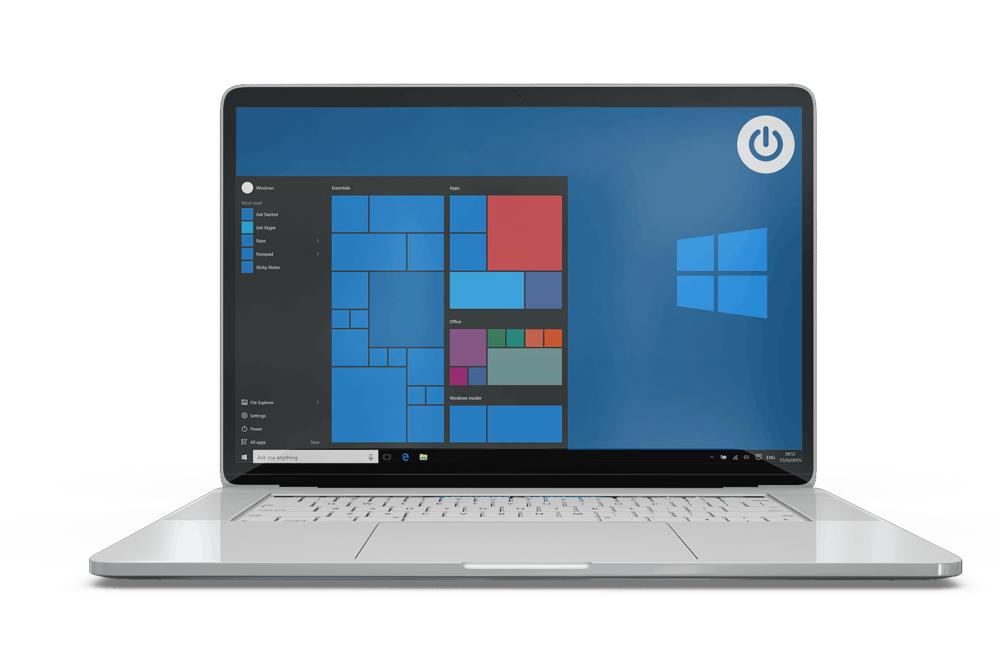 Windows
Most used
Get Started
Get Skype
Paint
Notepad
Sticky Notes
File Explorer
Settings
Power
All apps New
Essentials
Apps
Office
Windows Insider
Ask me anything
ENG
20:52
17/12/2015
Q W E R T Y U I O P
A S D F G H J K L
Z X C V B N M
control